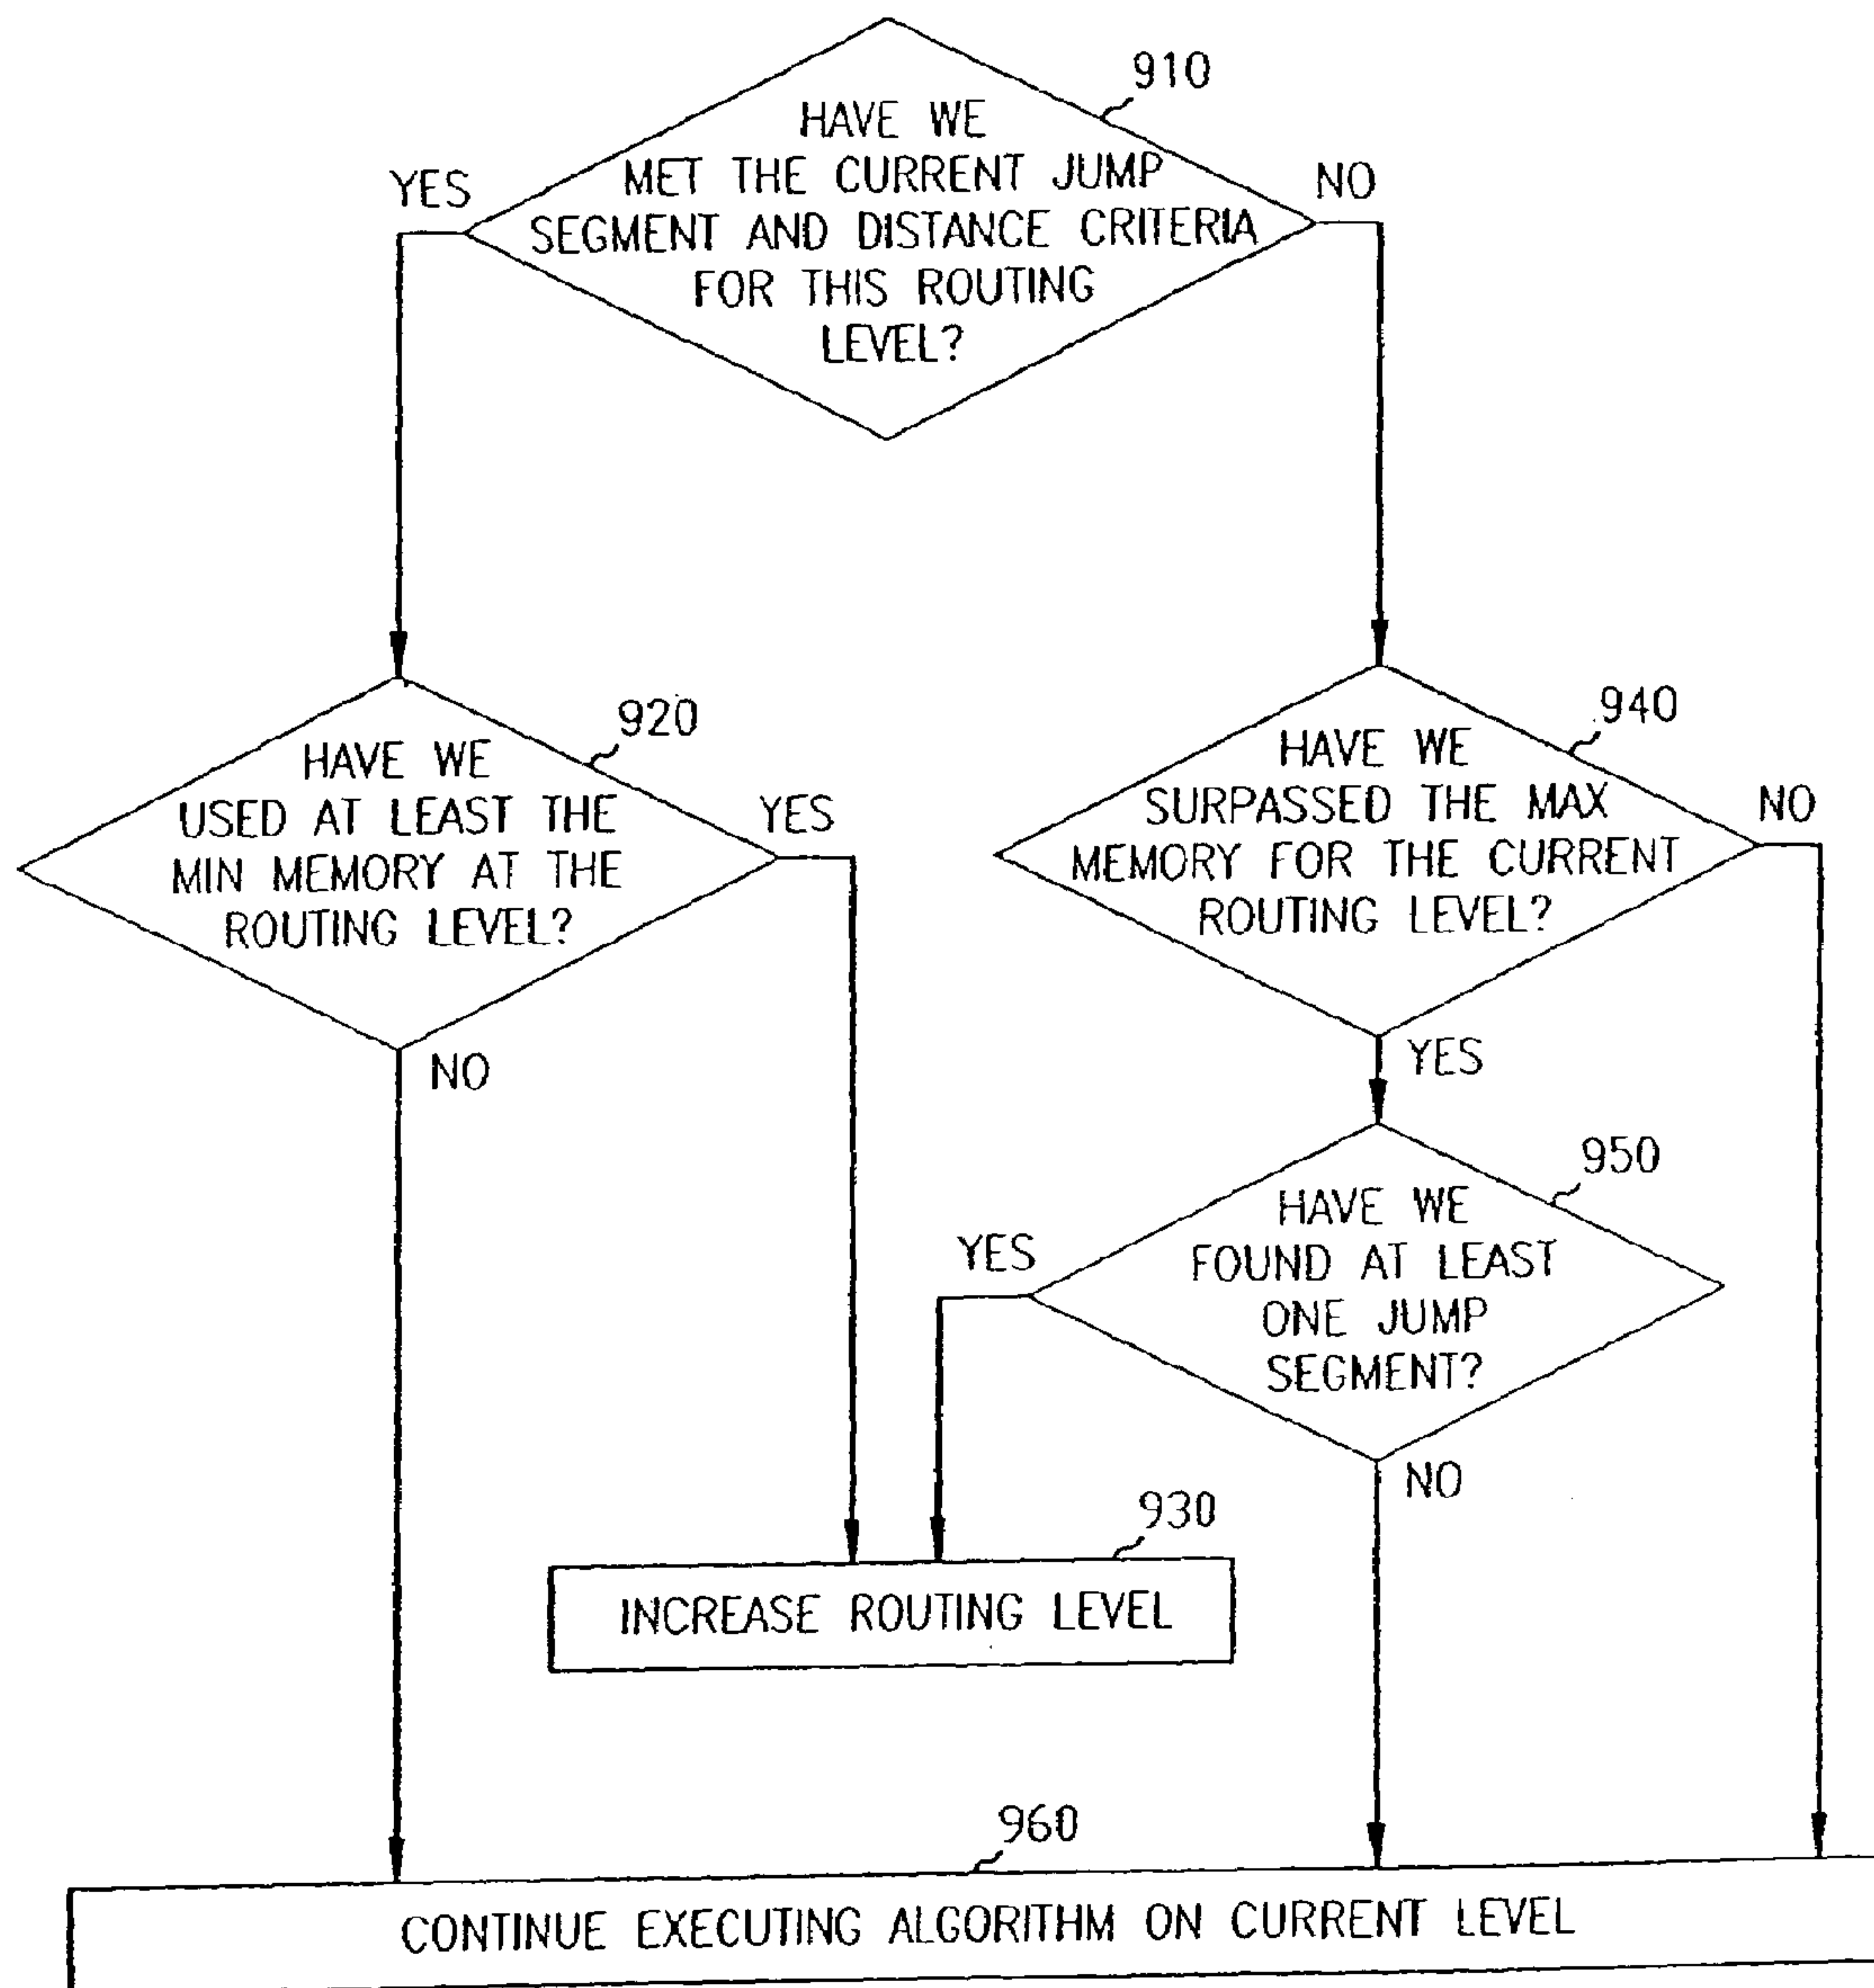 910
HAVE WE
MET THE CURRENT JUMP
SEGMENT AND DISTANCE CRITERIA
FOR THIS ROUTING
LEVEL?
YES
NO
920
HAVE WE
USED AT LEAST THE
MIN MEMORY AT THE
ROUTING LEVEL?
YES
NO
940
HAVE WE
SURPASSED THE MAX
MEMORY FOR THE CURRENT
ROUTING LEVEL?
NO
YES
950
HAVE WE
FOUND AT LEAST
ONE JUMP
SEGMENT?
YES
NO
930
INCREASE ROUTING LEVEL
960
CONTINUE EXECUTING ALGORITHM ON CURRENT LEVEL